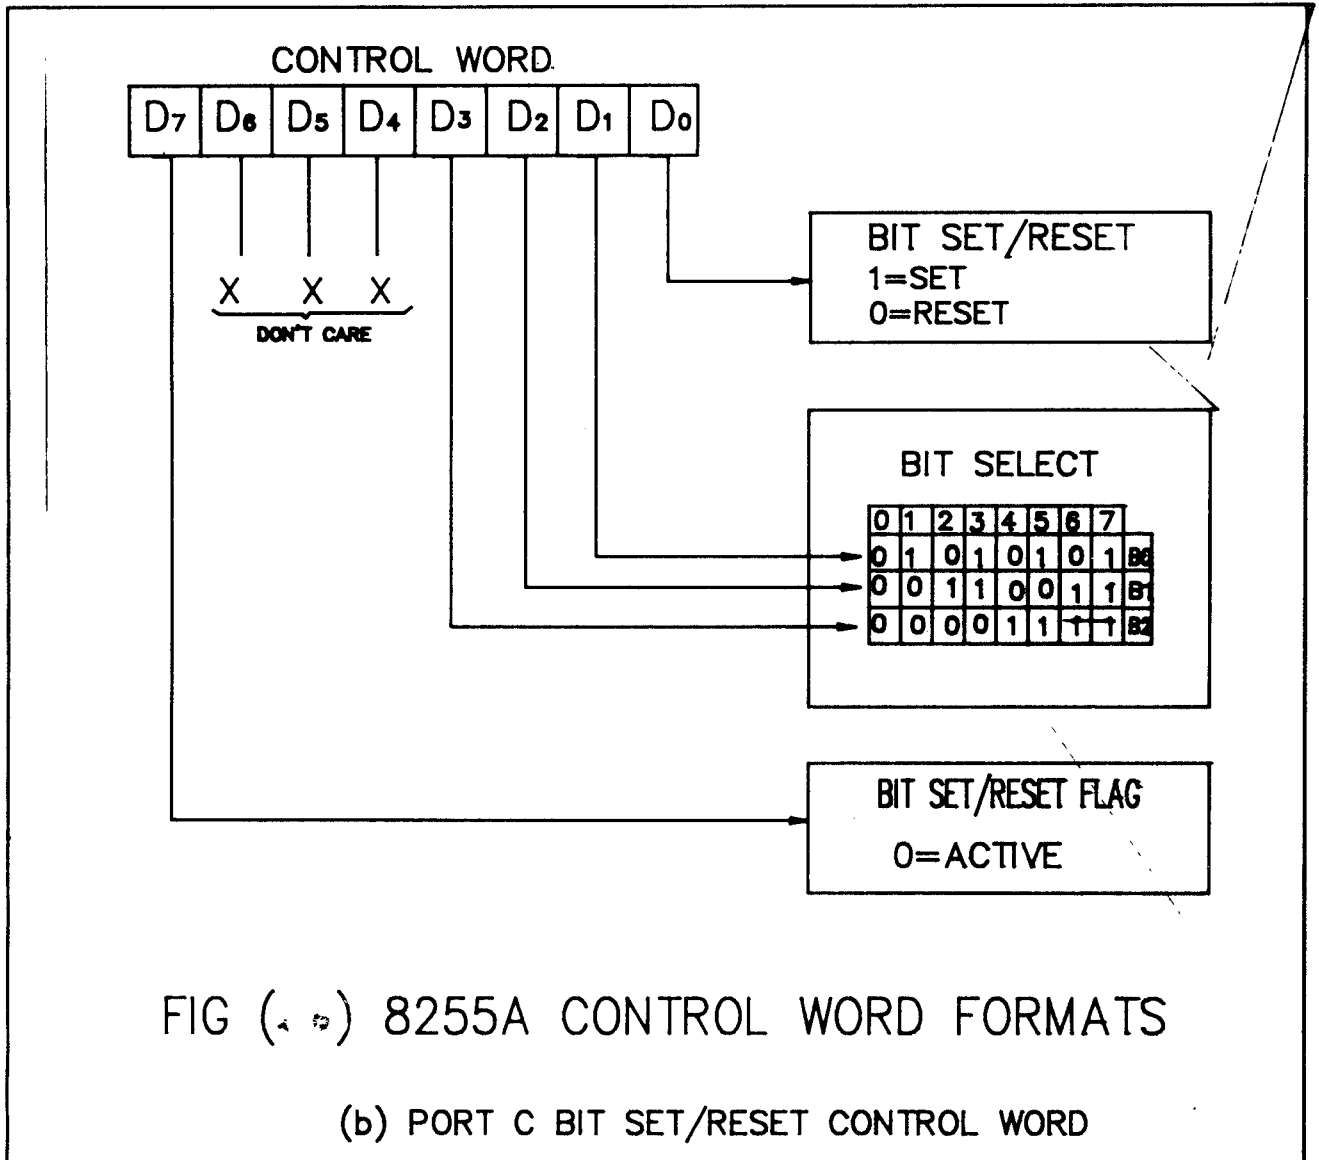 CONTROL WORD
D7 D6 D5 D4 D3 D2 D1 D0
X X X
DON'T CARE
BIT SET/RESET
1=SET
0=RESET
BIT SELECT
0 1 2 3 4 5 6 7
0 1 0 1 0 1 0 1 B0
0 0 1 1 0 0 1 1 B1
0 0 0 0 1 1 1 1 B2
BIT SET/RESET FLAG
0=ACTIVE
FIG ( ) 8255A CONTROL WORD FORMATS
(b) PORT C BIT SET/RESET CONTROL WORD